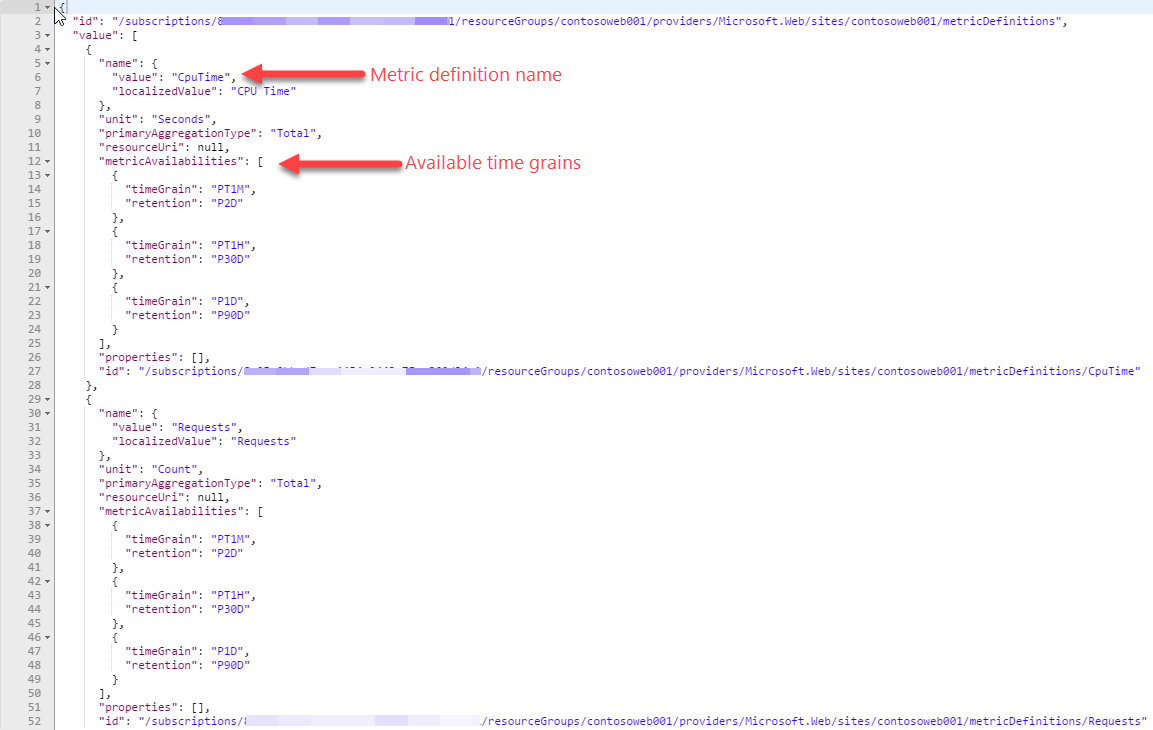 1 {
2 "id": "/subscriptions/8 1/resourceGroups/contosoweb001/providers/Microsoft.Web/sites/contosoweb001/metricDefinitions",
3 "value": [
4 {
5 "name": {
6 "value": "CpuTime", Metric definition name
7 "localizedValue": "CPU Time"
8 },
9 "unit": "Seconds",
10 "primaryAggregationType": "Total",
11 "resourceUri": null,
12 "metricAvailabilities": [ Available time grains
13 {
14 "timeGrain": "PT1M",
15 "retention": "P2D"
16 },
17 {
18 "timeGrain": "PT1H",
19 "retention": "P30D"
20 },
21 {
22 "timeGrain": "P1D",
23 "retention": "P90D"
24 }
25 ],
26 "properties": [],
27 "id": "/subscriptions/ /resourceGroups/contosoweb001/providers/Microsoft.Web/sites/contosoweb001/metricDefinitions/CpuTime"
28 },
29 {
30 "name": {
31 "value": "Requests",
32 "localizedValue": "Requests"
33 },
34 "unit": "Count",
35 "primaryAggregationType": "Total",
36 "resourceUri": null,
37 "metricAvailabilities": [
38 {
39 "timeGrain": "PT1M",
40 "retention": "P2D"
41 },
42 {
43 "timeGrain": "PT1H",
44 "retention": "P30D"
45 },
46 {
47 "timeGrain": "P1D",
48 "retention": "P90D"
49 }
50 ],
51 "properties": [],
52 "id": "/subscriptions/ /resourceGroups/contosoweb001/providers/Microsoft.Web/sites/contosoweb001/metricDefinitions/Requests"